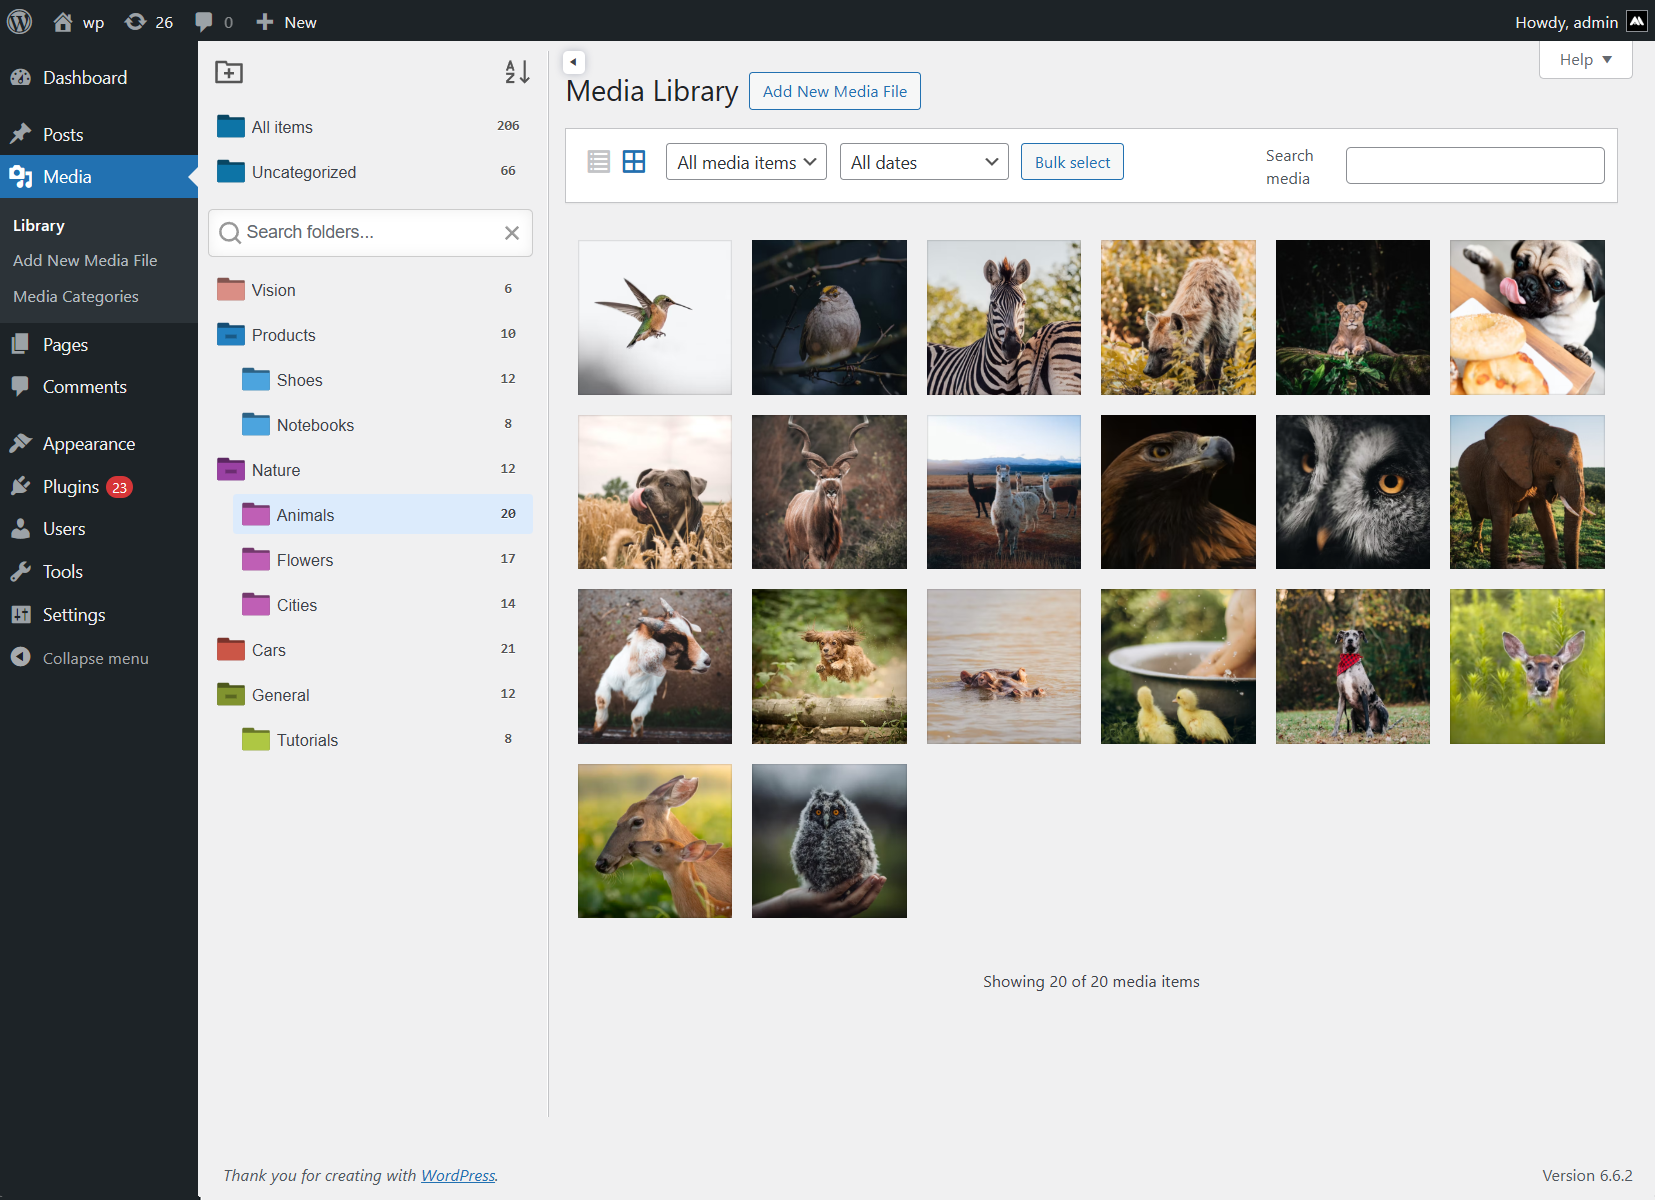 wp
26
0
New
Howdy, admin
Dashboard
Posts
Media
Library
Add New Media File
Media Categories
Pages
Comments
Appearance
Plugins 23
Users
Tools
Settings
Collapse menu
A
Z
All items 206
Uncategorized 66
Search folders...
Vision 6
Products 10
Shoes 12
Notebooks 8
Nature 12
Animals 20
Flowers 17
Cities 14
Cars 21
General 12
Tutorials 8
Help
Media Library
Add New Media File
All media items
All dates
Bulk select
Search
media
Showing 20 of 20 media items
Thank you for creating with WordPress.
Version 6.6.2